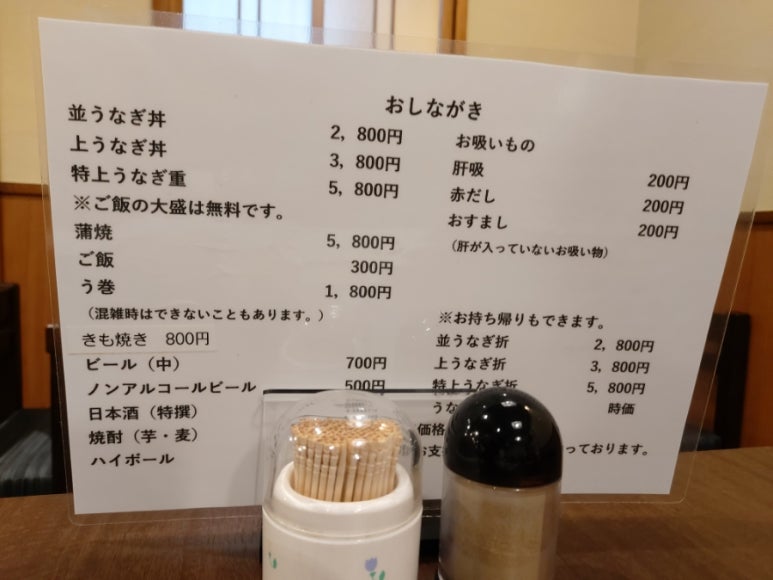 おしながき
並うなぎ丼 2,800円
上うなぎ丼 3,800円
特上うなぎ重 5,800円
※ご飯の大盛は無料です。
蒲焼 5,800円
ご飯 300円
う巻 1,800円
（混雑時はできないこともあります。）
きも焼き 800円
ビール（中） 700円
ノンアルコールビール 500円
日本酒（特撰）
焼酎（芋・麦）
ハイボール
お吸いもの
肝吸 200円
赤だし 200円
おすまし 200円
（肝が入っていないお吸い物）
※お持ち帰りもできます。
並うなぎ折 2,800円
上うなぎ折 3,800円
特上うなぎ折 5,800円
うな 時価
価格
お支 っております。